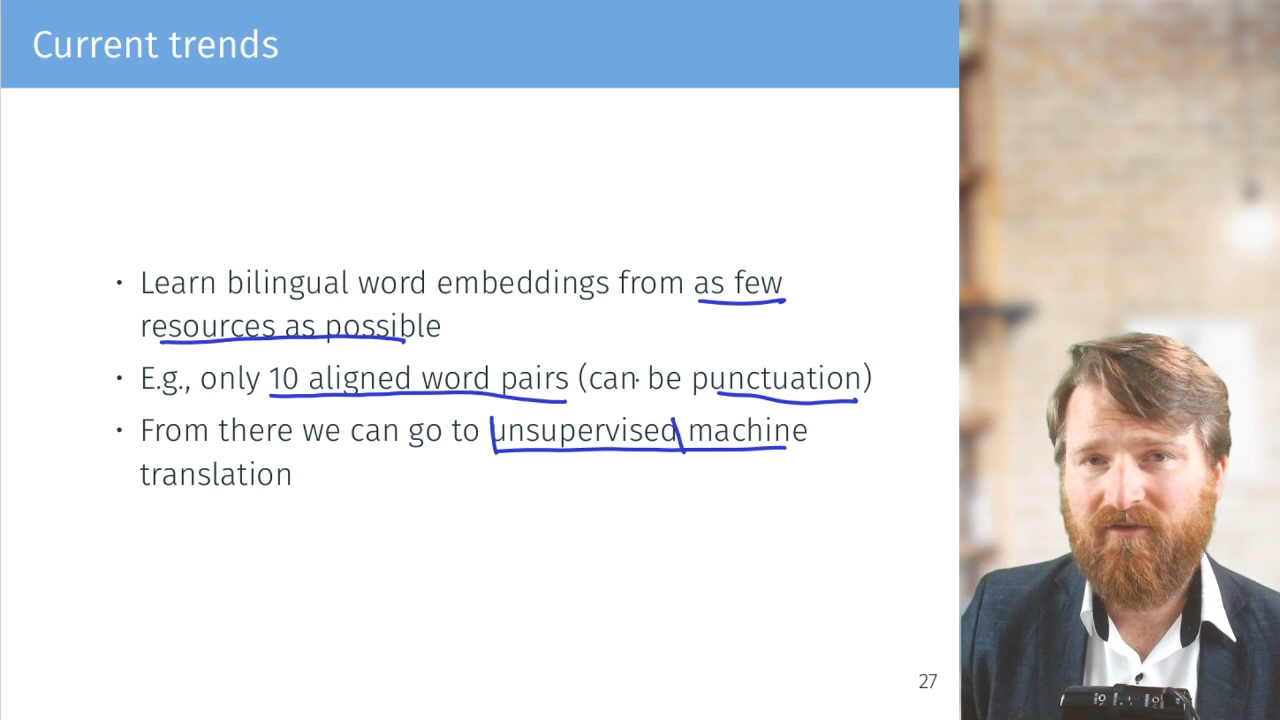 Current trends
• Learn bilingual word embeddings from as few
resources as possible
• E.g., only 10 aligned word pairs (can be punctuation)
• From there we can go to unsupervised machine
translation
27